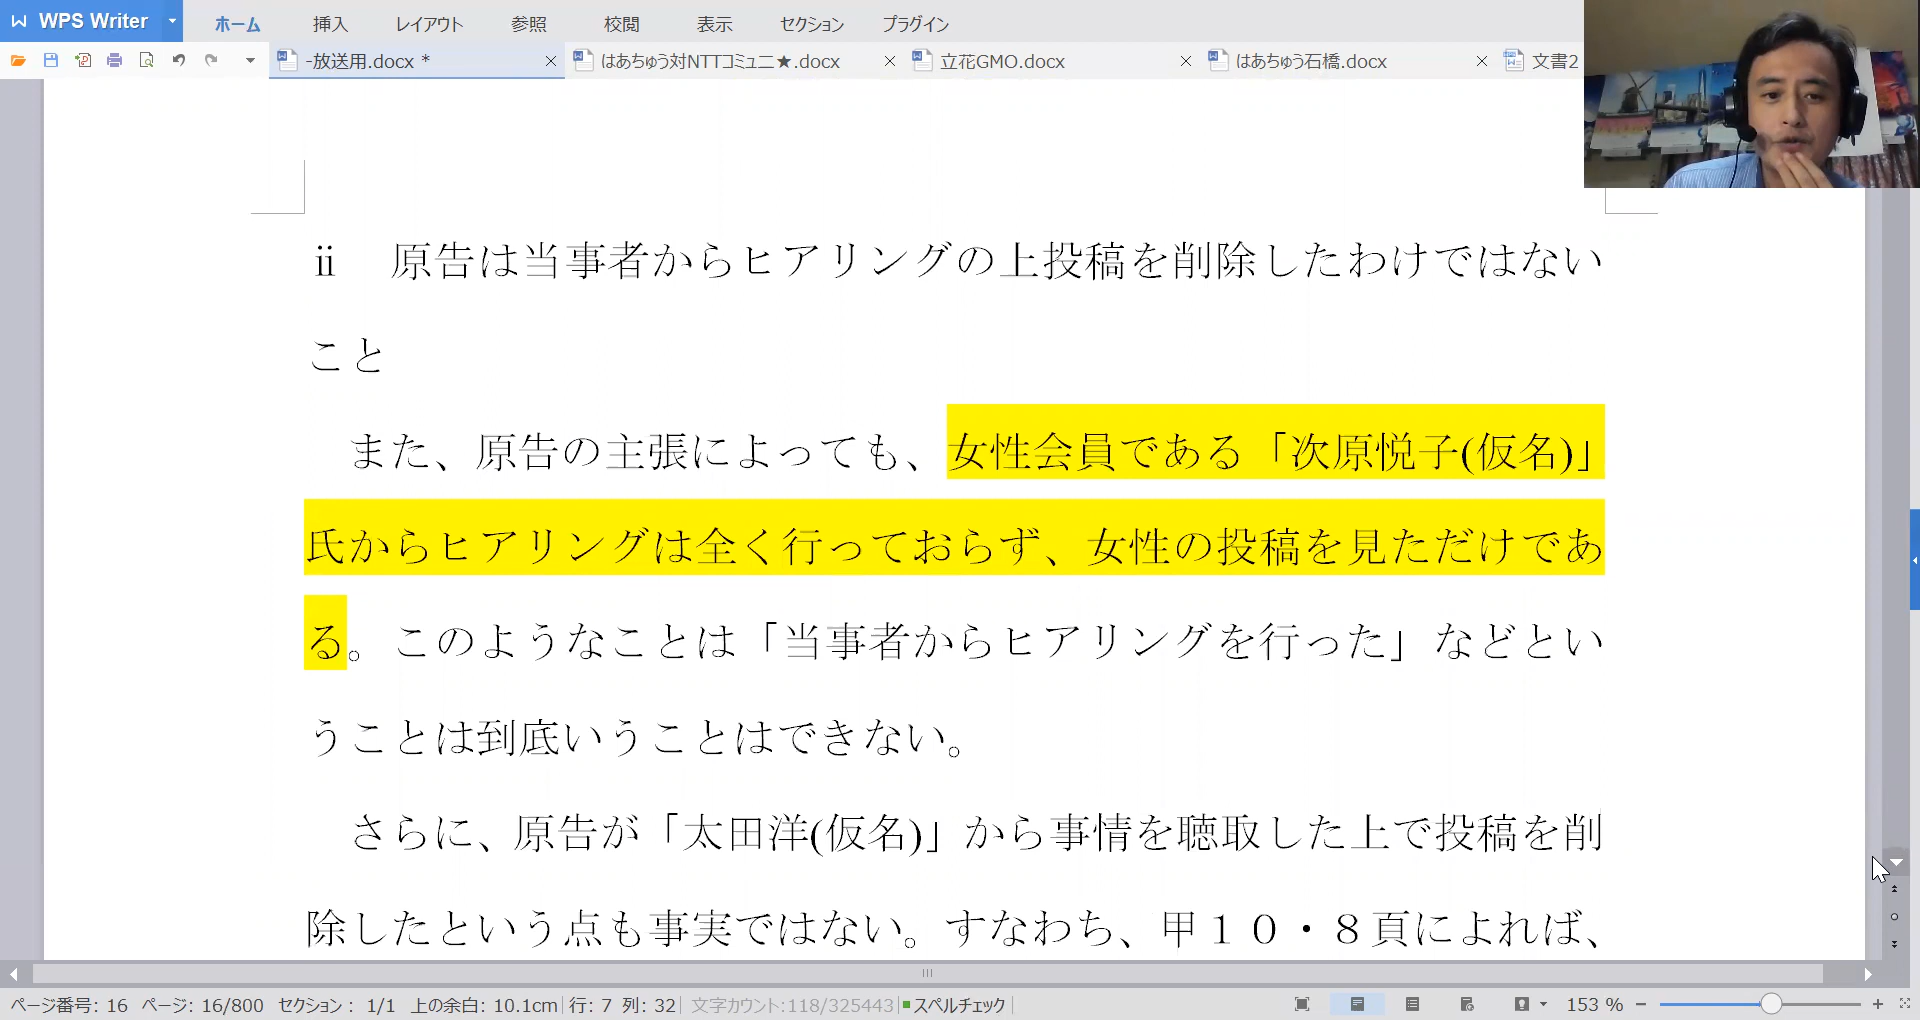 WPS Writer
ホーム 挿入 レイアウト 参照 校閲 表示 セクション プラグイン
-放送用.docx * はあちゅう対NTTコミュニ★.docx 立花GMO.docx はあちゅう石橋.docx 文書2
ⅱ 原告は当事者からヒアリングの上投稿を削除したわけではない
こと
また、原告の主張によっても、女性会員である「次原悦子(仮名)」
氏からヒアリングは全く行っておらず、女性の投稿を見ただけであ
る。このようなことは「当事者からヒアリングを行った」などとい
うことは到底いうことはできない。
さらに、原告が「太田洋(仮名)」から事情を聴取した上で投稿を削
除したという点も事実ではない。すなわち、甲１０・８頁によれば、
ページ番号: 16 ページ: 16/800 セクション: 1/1 上の余白: 10.1cm 行: 7 列: 32 文字カウント:118/325443 スペルチェック 153 %